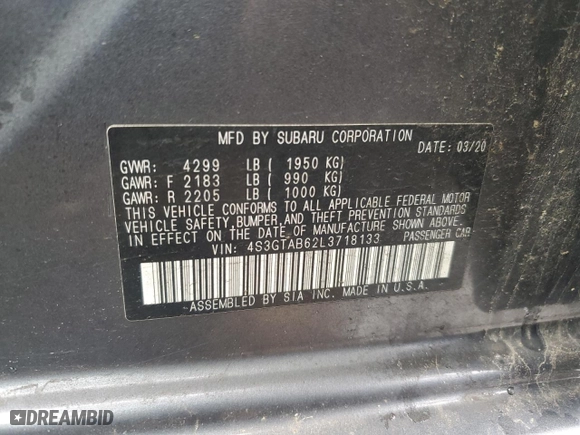 MFD BY SUBARU CORPORATION
DATE: 03/20
GVWR: 4299 LB ( 1950 KG)
GAWR: F 2183 LB ( 990 KG)
GAWR: R 2205 LB ( 1000 KG)
THIS VEHICLE CONFORMS TO ALL APPLICABLE FEDERAL MOTOR
VEHICLE SAFETY, BUMPER, AND THEFT PREVENTION STANDARDS
IN EFFECT ON THE DATE OF MANUFACTURE SHOWN ABOVE.
VIN: 4S3GTAB62L3718133 PASSENGER CAR
ASSEMBLED BY SIA INC. MADE IN U.S.A.
DREAMBID